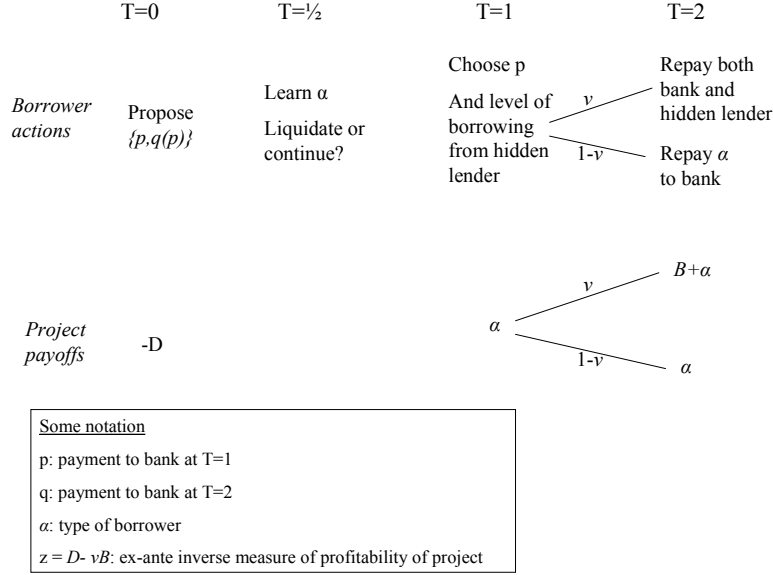 T=0 T=½ T=1 T=2
Borrower
actions
Propose
{p,q(p)}
Learn α
Liquidate or
continue?
Choose p
And level of
borrowing
from hidden
lender
v
1-v
Repay both
bank and
hidden lender
Repay α
to bank
Project
payoffs
-D
α
v
1-v
B+α
α
Some notation
p: payment to bank at T=1
q: payment to bank at T=2
α: type of borrower
z = D- vB: ex-ante inverse measure of profitability of project